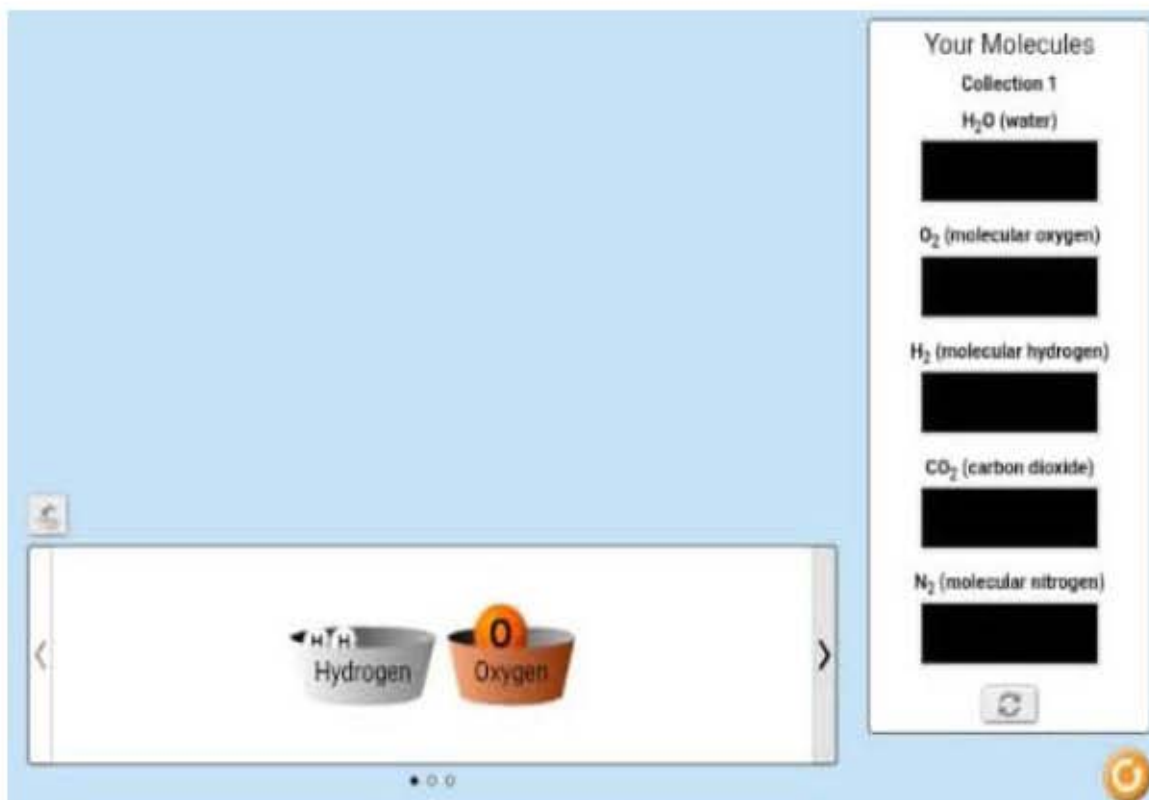 Your Molecules
Collection 1
H₂O (water)
O₂ (molecular oxygen)
H₂ (molecular hydrogen)
CO₂ (carbon dioxide)
N₂ (molecular nitrogen)
H H
Hydrogen
O
Oxygen